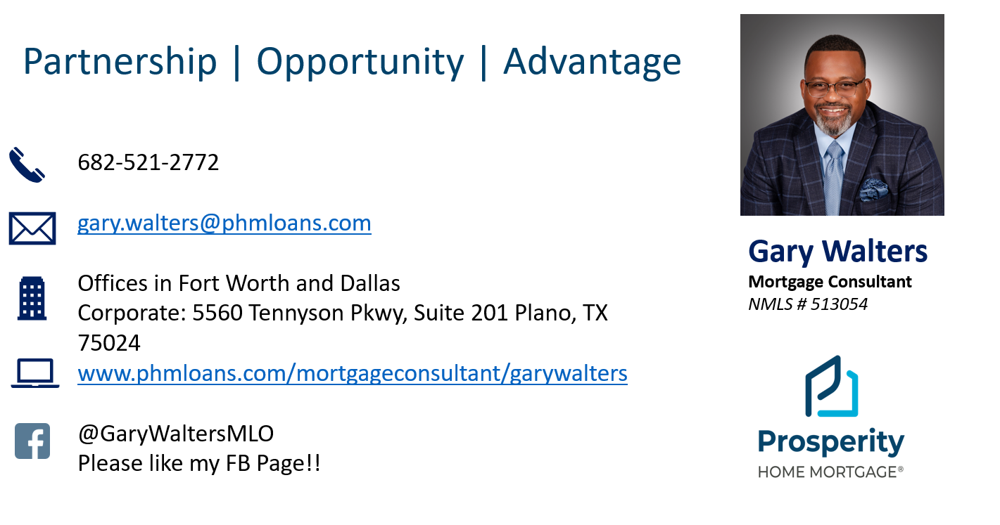 Partnership | Opportunity | Advantage
682-521-2772
gary.walters@phmloans.com
Offices in Fort Worth and Dallas
Corporate: 5560 Tennyson Pkwy, Suite 201 Plano, TX
75024
www.phmloans.com/mortgageconsultant/garywalters
@GaryWaltersMLO
Please like my FB Page!!
Gary Walters
Mortgage Consultant
NMLS # 513054
Prosperity
HOME MORTGAGE®